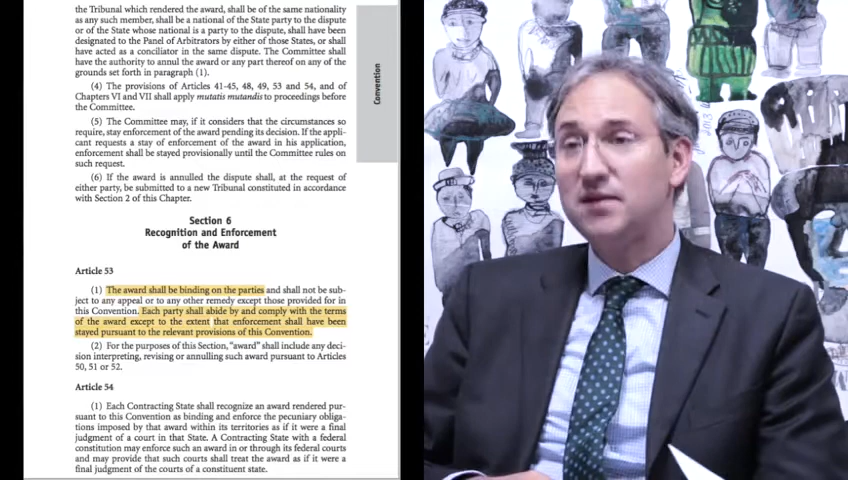 the Tribunal which rendered the award, shall be of the same nationality
as any such member, shall be a national of the State party to the dispute
or of the State whose national is a party to the dispute, shall have been
designated to the Panel of Arbitrators by either of those States, or shall
have acted as a conciliator in the same dispute. The Committee shall
have the authority to annul the award or any part thereof on any of the
grounds set forth in paragraph (1).
(4) The provisions of Articles 41-45, 48, 49, 53 and 54, and of
Chapters VI and VII shall apply mutatis mutandis to proceedings before
the Committee.
(5) The Committee may, if it considers that the circumstances so
require, stay enforcement of the award pending its decision. If the appli-
cant requests a stay of enforcement of the award in his application,
enforcement shall be stayed provisionally until the Committee rules on
such request.
(6) If the award is annulled the dispute shall, at the request of
either party, be submitted to a new Tribunal constituted in accordance
with Section 2 of this Chapter.
Section 6
Recognition and Enforcement
of the Award
Article 53
(1) The award shall be binding on the parties and shall not be sub-
ject to any appeal or to any other remedy except those provided for in
this Convention. Each party shall abide by and comply with the terms
of the award except to the extent that enforcement shall have been
stayed pursuant to the relevant provisions of this Convention.
(2) For the purposes of this Section, "award" shall include any deci-
sion interpreting, revising or annulling such award pursuant to Articles
50, 51 or 52.
Article 54
(1) Each Contracting State shall recognize an award rendered pur-
suant to this Convention as binding and enforce the pecuniary obliga-
tions imposed by that award within its territories as if it were a final
judgment of a court in that State. A Contracting State with a federal
constitution may enforce such an award in or through its federal courts
and may provide that such courts shall treat the award as if it were a
final judgment of the courts of a constituent state.
Convention
2013